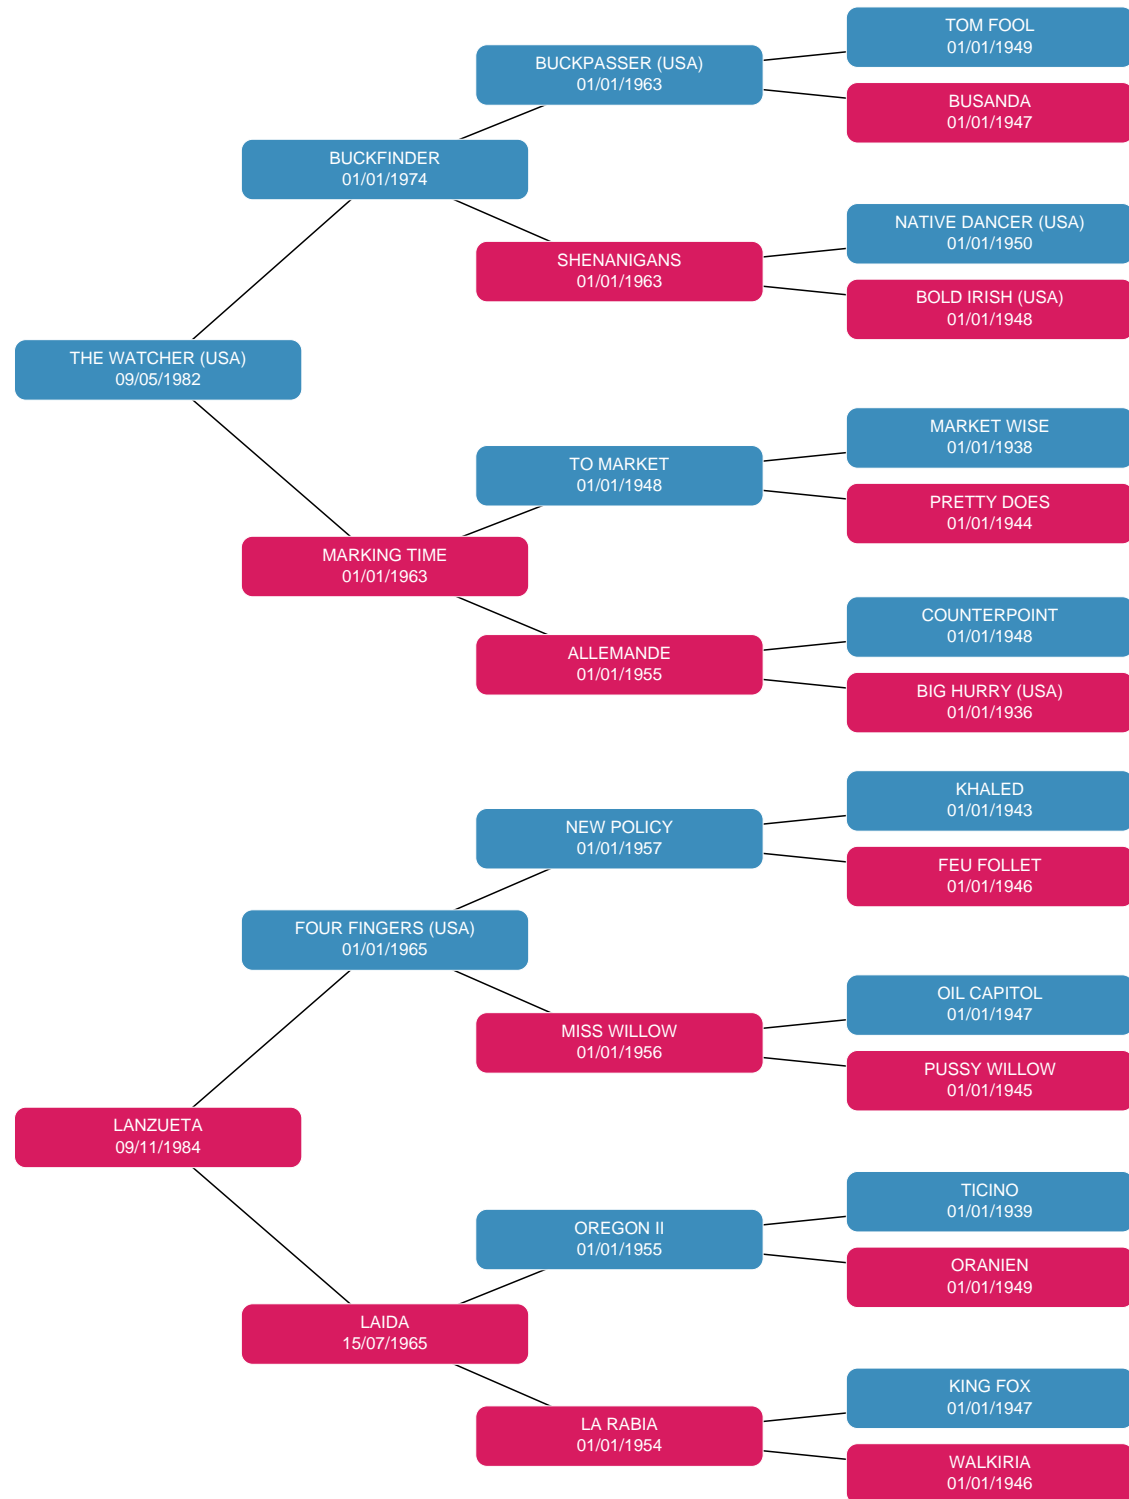 TOM FOOL
01/01/1949
BUCKPASSER (USA)
01/01/1963
BUSANDA
01/01/1947
BUCKFINDER
01/01/1974
NATIVE DANCER (USA)
01/01/1950
SHENANIGANS
01/01/1963
BOLD IRISH (USA)
01/01/1948
THE WATCHER (USA)
09/05/1982
MARKET WISE
01/01/1938
TO MARKET
01/01/1948
PRETTY DOES
01/01/1944
MARKING TIME
01/01/1963
COUNTERPOINT
01/01/1948
ALLEMANDE
01/01/1955
BIG HURRY (USA)
01/01/1936
KHALED
01/01/1943
NEW POLICY
01/01/1957
FEU FOLLET
01/01/1946
FOUR FINGERS (USA)
01/01/1965
OIL CAPITOL
01/01/1947
MISS WILLOW
01/01/1956
PUSSY WILLOW
01/01/1945
LANZUETA
09/11/1984
TICINO
01/01/1939
OREGON II
01/01/1955
ORANIEN
01/01/1949
LAIDA
15/07/1965
KING FOX
01/01/1947
LA RABIA
01/01/1954
WALKIRIA
01/01/1946